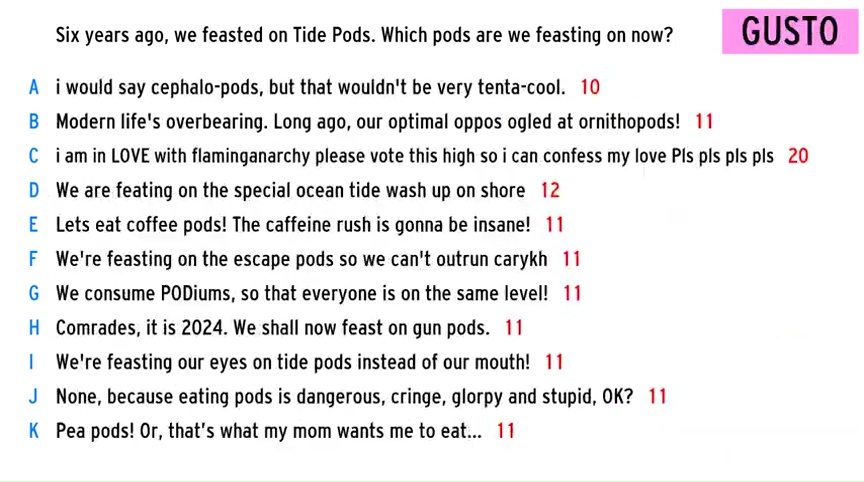 Six years ago, we feasted on Tide Pods. Which pods are we feasting on now?
GUSTO
A i would say cephalo-pods, but that wouldn't be very tenta-cool. 10
B Modern life's overbearing. Long ago, our optimal oppos ogled at ornithopods! 11
C i am in LOVE with flaminganarchy please vote this high so i can confess my love Pls pls pls pls 20
D We are feating on the special ocean tide wash up on shore 12
E Lets eat coffee pods! The caffeine rush is gonna be insane! 11
F We're feasting on the escape pods so we can't outrun carykh 11
G We consume PODiums, so that everyone is on the same level! 11
H Comrades, it is 2024. We shall now feast on gun pods. 11
I We're feasting our eyes on tide pods instead of our mouth! 11
J None, because eating pods is dangerous, cringe, glorpy and stupid, OK? 11
K Pea pods! Or, that's what my mom wants me to eat... 11